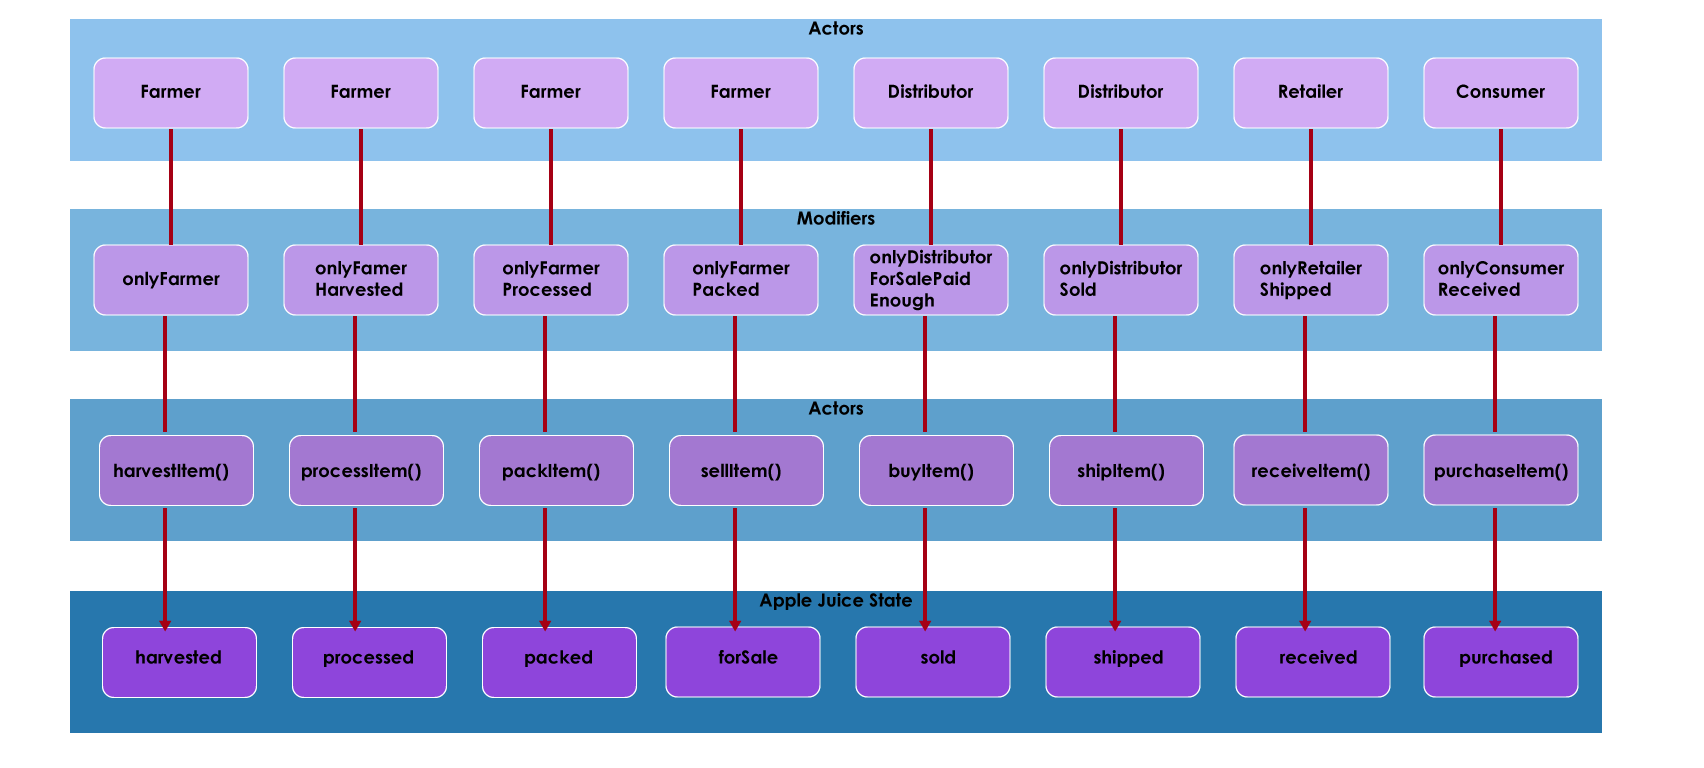 Actors
Farmer
Farmer
Farmer
Farmer
Distributor
Distributor
Retailer
Consumer
Modifiers
onlyFarmer
onlyFamer
Harvested
onlyFarmer
Processed
onlyFarmer
Packed
onlyDistributor
ForSalePaid
Enough
onlyDistributor
Sold
onlyRetailer
Shipped
onlyConsumer
Received
Actors
harvestItem()
processItem()
packItem()
sellItem()
buyItem()
shipItem()
receiveItem()
purchaseItem()
Apple Juice State
harvested
processed
packed
forSale
sold
shipped
received
purchased